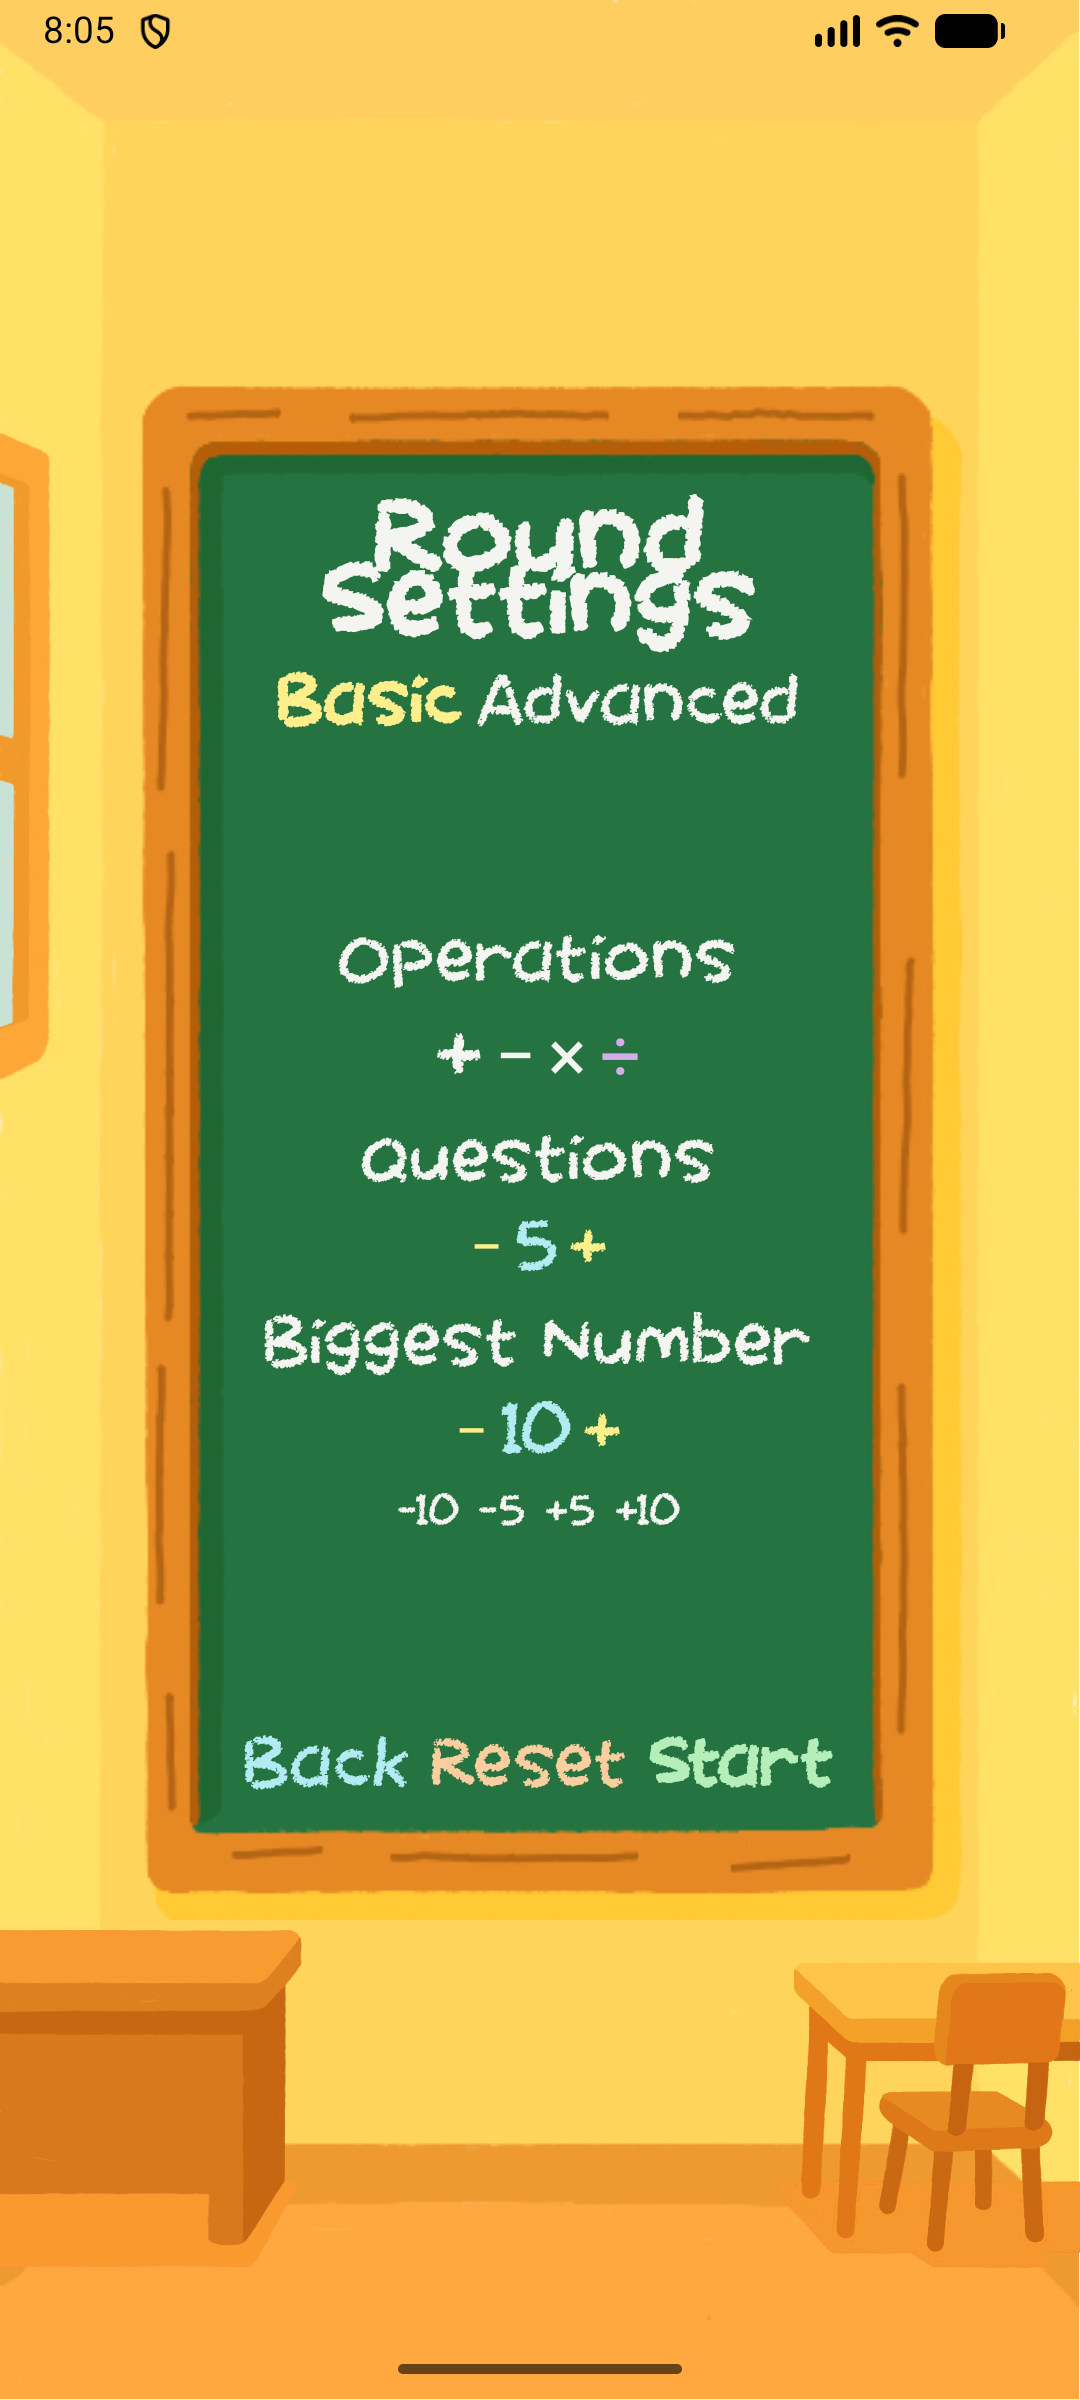 8:05
Round
Settings
Basic Advanced
Operations
+ - × ÷
Questions
- 5 +
Biggest Number
- 10 +
-10 -5 +5 +10
Back Reset Start